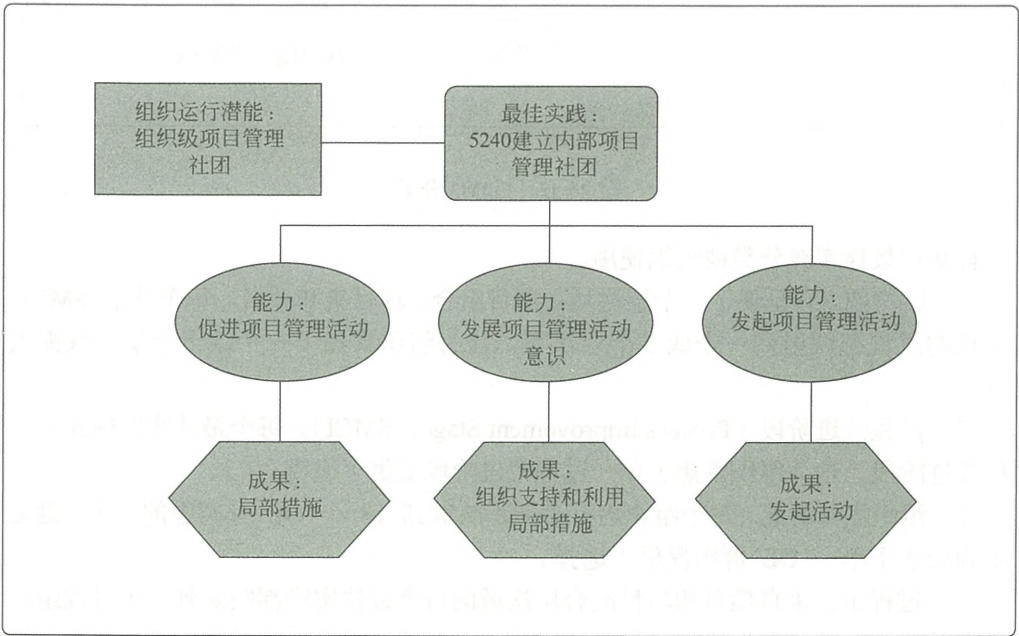 组织运行潜能：
组织级项目管理
社团
最佳实践：
5240建立内部项目
管理社团
能力：
促进项目管理活动
能力：
发展项目管理活动
意识
能力：
发起项目管理活动
成果：
局部措施
成果：
组织支持和利用
局部措施
成果：
发起活动